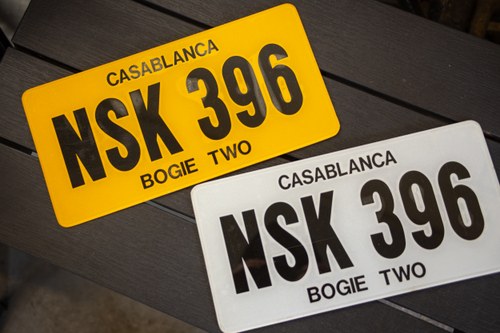 CASABLANCA
NSK 396
BOGIE TWO
CASABLANCA
NSK 396
BOGIE TWO